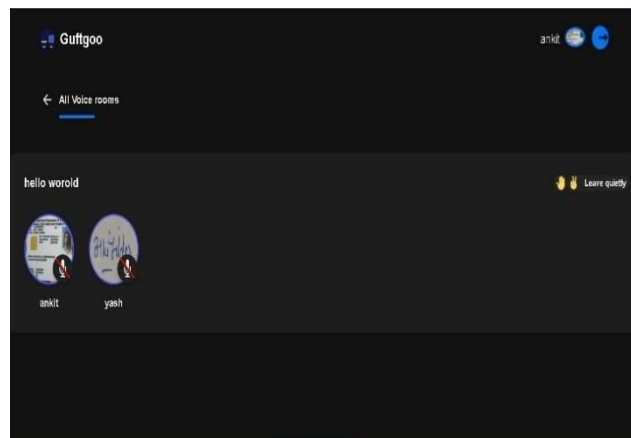 Guftgoo
ankit
All Voice rooms
hello worold
Leave quietly
ankit
yash